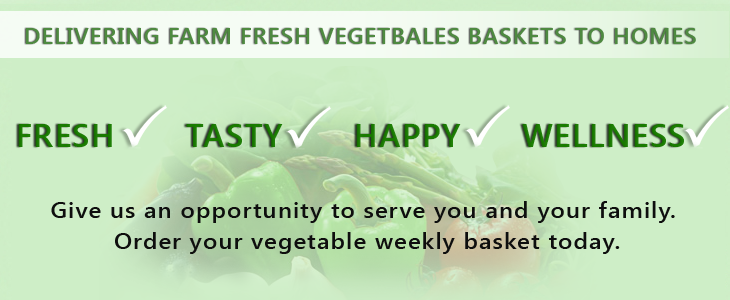 DELIVERING FARM FRESH VEGETBALES BASKETS TO HOMES
FRESH TASTY HAPPY WELLNESS
Give us an opportunity to serve you and your family.
Order your vegetable weekly basket today.